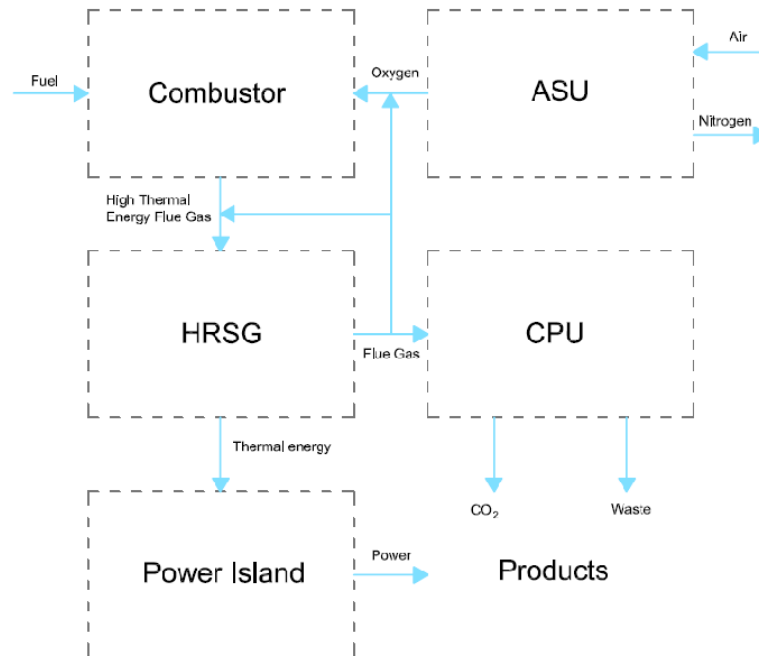 Air
Fuel
Oxygen
Combustor
ASU
Nitrogen
High Thermal
Energy Flue Gas
HRSG
CPU
Flue Gas
Thermal energy
CO₂
Waste
Power
Power Island
Products